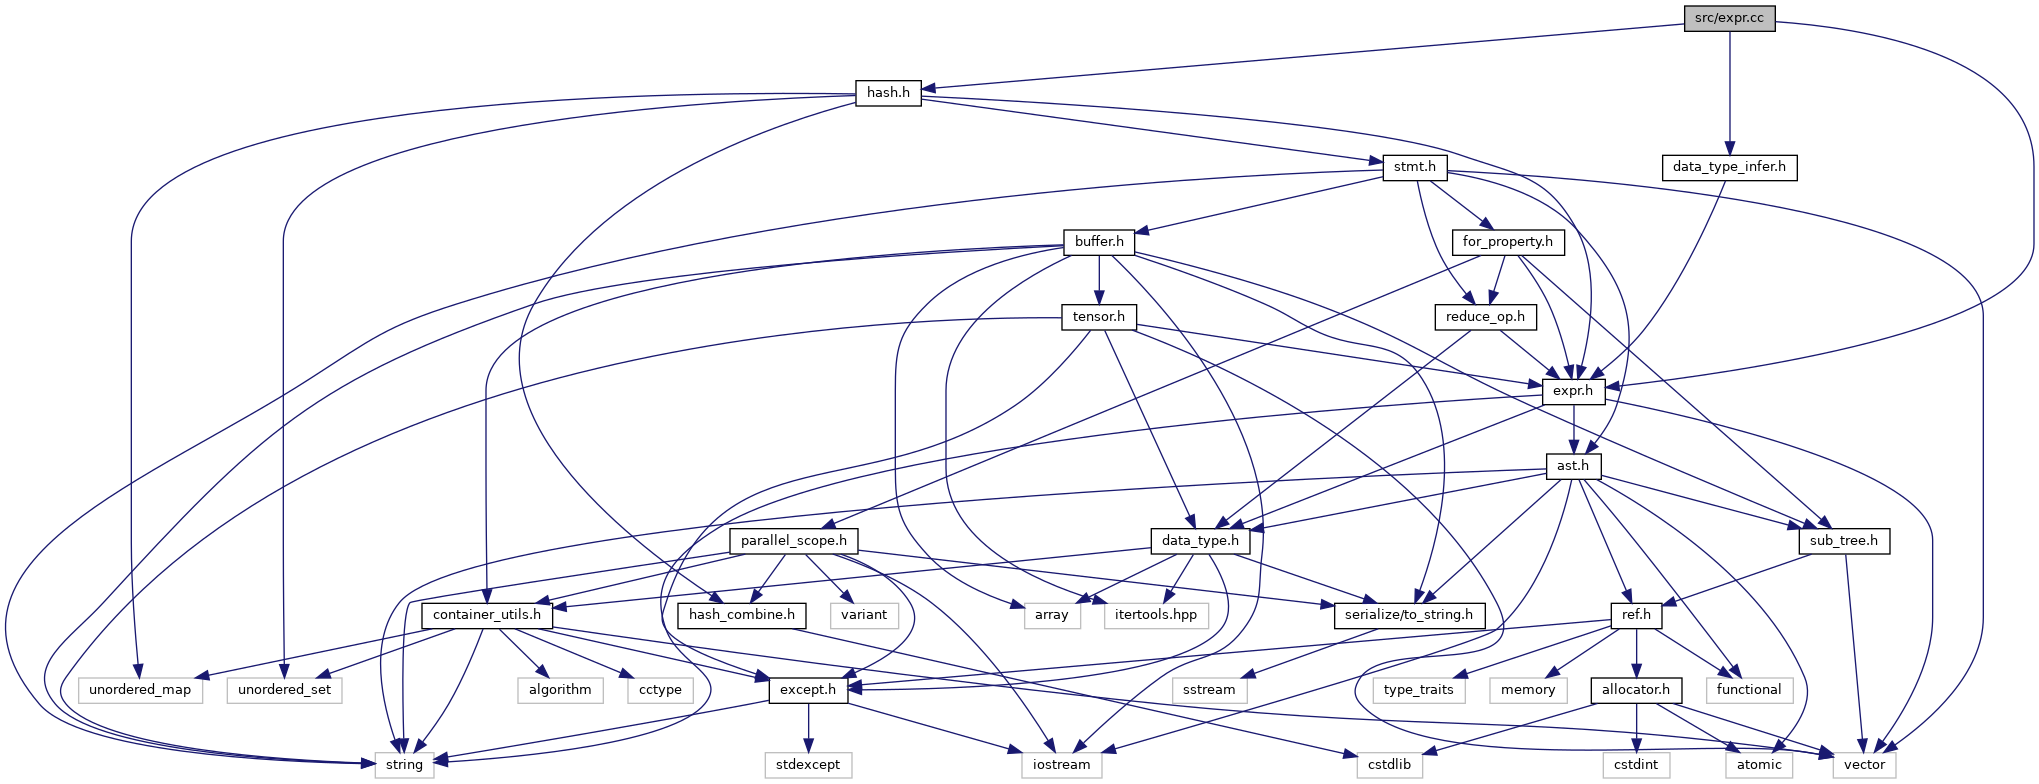 src/expr.cc
hash.h
stmt.h
data_type_infer.h
buffer.h
for_property.h
tensor.h
reduce_op.h
expr.h
ast.h
parallel_scope.h
data_type.h
sub_tree.h
container_utils.h
hash_combine.h
variant
array
itertools.hpp
serialize/to_string.h
ref.h
unordered_map
unordered_set
algorithm
cctype
except.h
sstream
type_traits
memory
allocator.h
functional
string
stdexcept
iostream
cstdlib
cstdint
atomic
vector